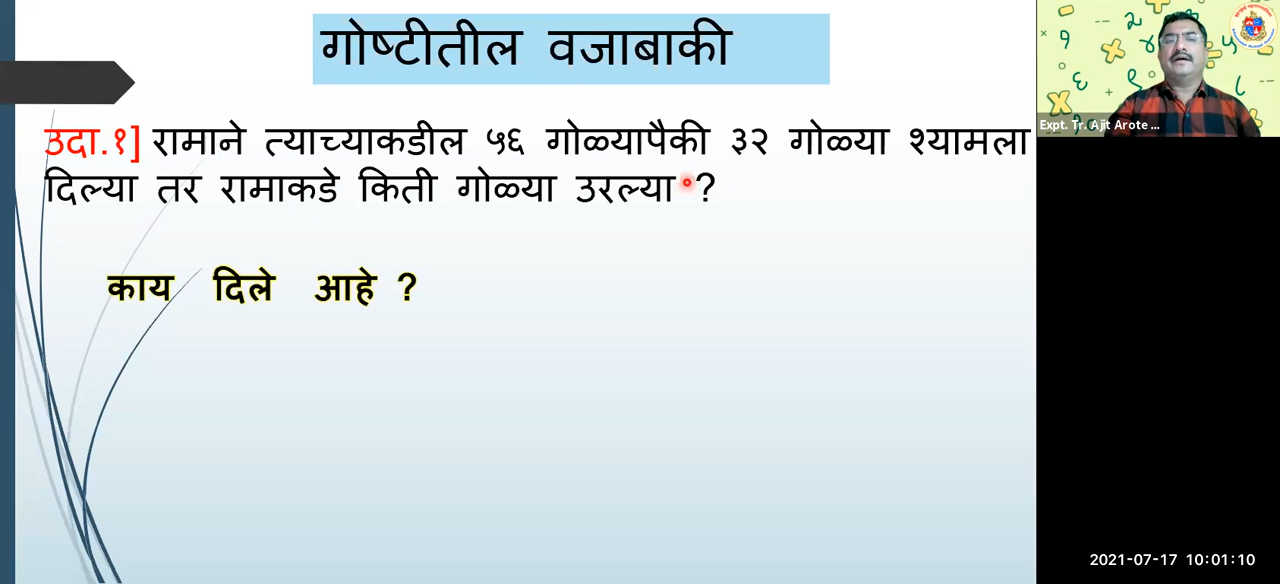 गोष्टीतील वजाबाकी
उदा.१] रामाने त्याच्याकडील ५६ गोळ्यापैकी ३२ गोळ्या श्यामला
दिल्या तर रामाकडे किती गोळ्या उरल्या ?
काय दिले आहे ?
Expt. Tr. Ajit Arote ...
2021-07-17 10:01:10